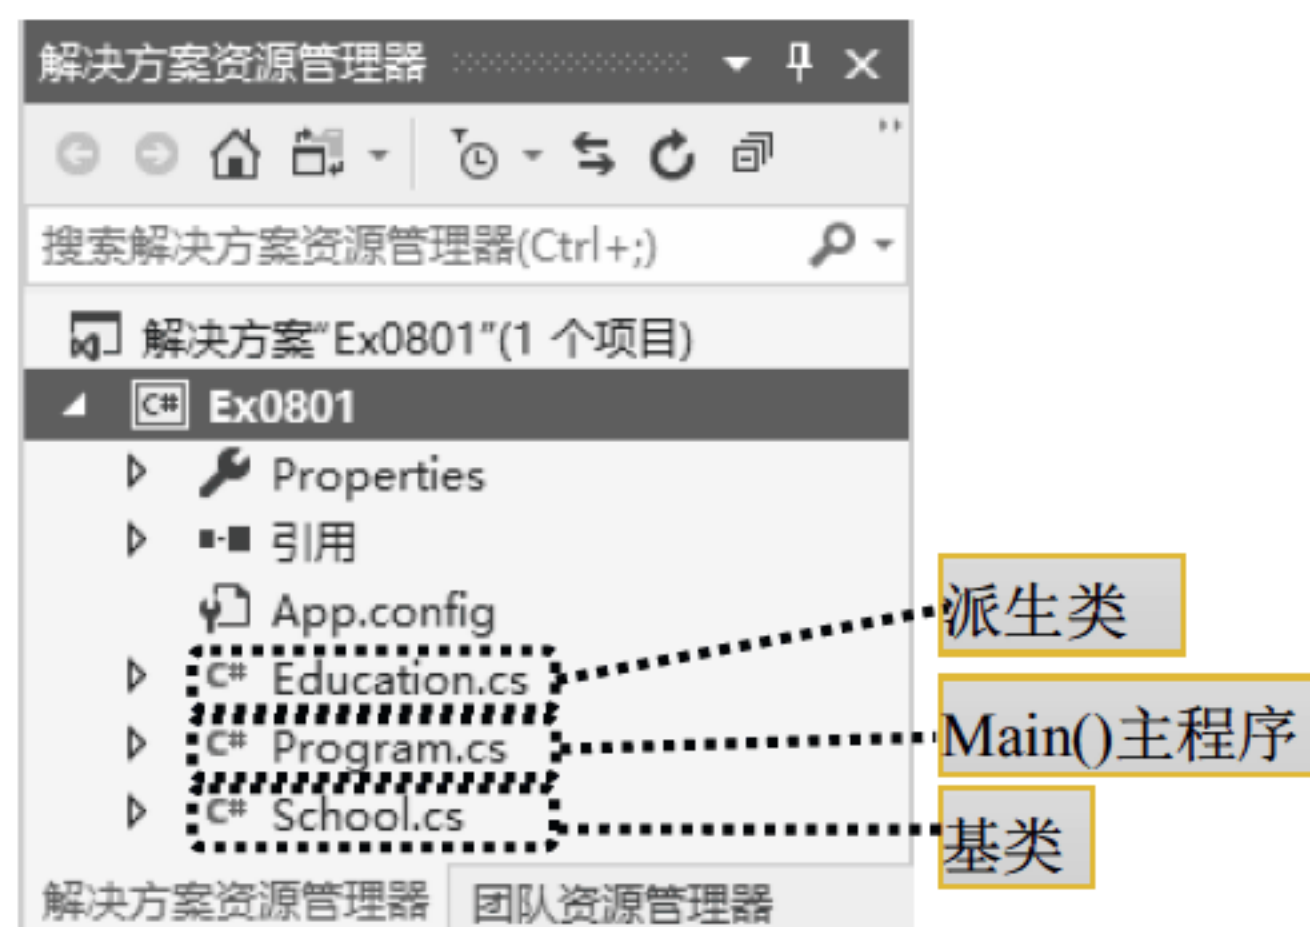 解决方案资源管理器
搜索解决方案资源管理器(Ctrl+;)
解决方案"Ex0801"(1 个项目)
C# Ex0801
Properties
引用
App.config
C# Education.cs
派生类
C# Program.cs
Main()主程序
C# School.cs
基类
解决方案资源管理器 团队资源管理器